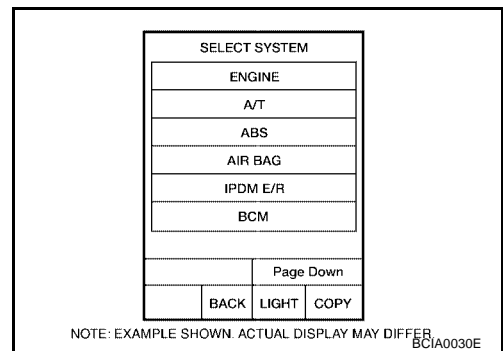 SELECT SYSTEM
ENGINE
A/T
ABS
AIR BAG
IPDM E/R
BCM
Page Down
BACK LIGHT COPY
NOTE: EXAMPLE SHOWN. ACTUAL DISPLAY MAY DIFFER
BCIA0030E